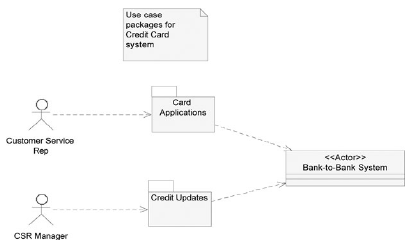 Use case
packages for
Credit Card
system
Card
Applications
Customer Service
Rep
<<Actor>>
Bank-to-Bank System
Credit Updates
CSR Manager